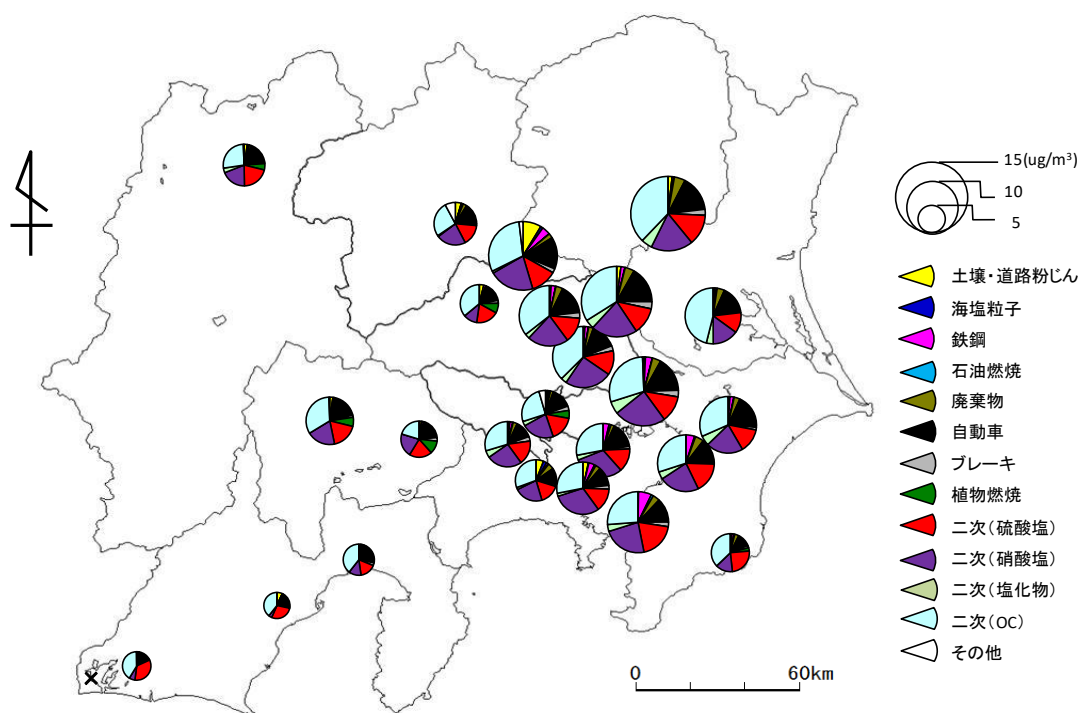 15(ug/m³)
10
5
土壌・道路粉じん
海塩粒子
鉄鋼
石油燃焼
廃棄物
自動車
ブレーキ
植物燃焼
二次(硫酸塩)
二次(硝酸塩)
二次(塩化物)
二次(OC)
その他
0 60km